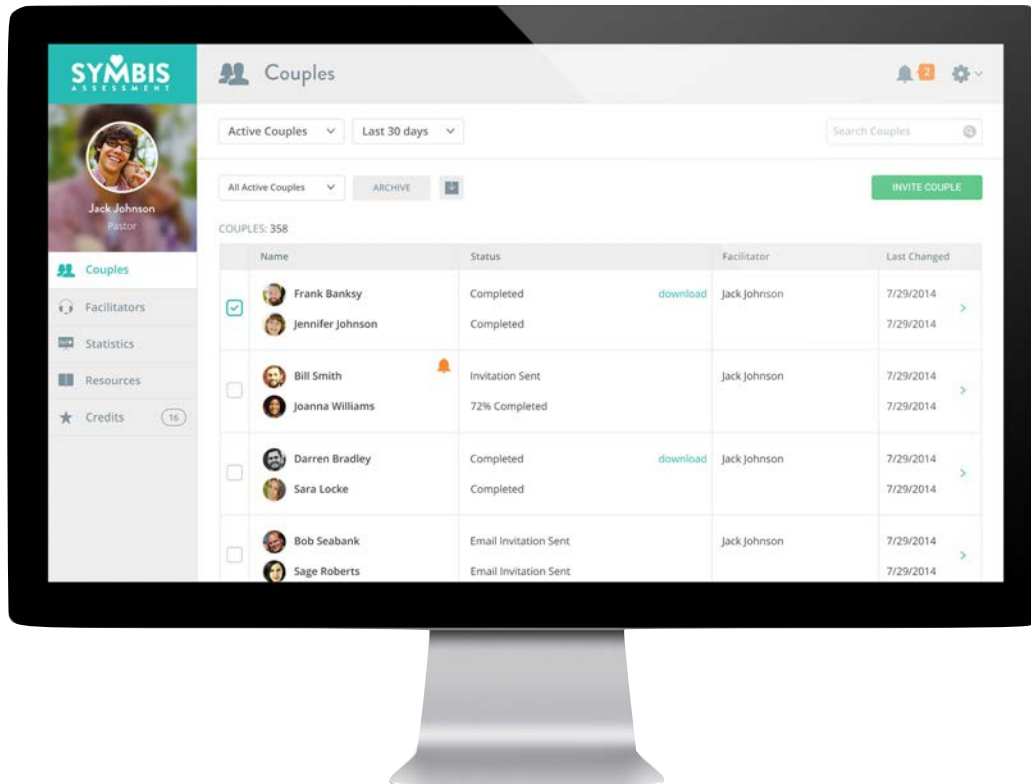 SYMBIS
ASSESSMENT
Couples
2
Jack Johnson
Pastor
Couples
Facilitators
Statistics
Resources
Credits 16
Active Couples Last 30 days Search Couples
All Active Couples ARCHIVE INVITE COUPLE
COUPLES: 358
Name Status Facilitator Last Changed
Frank Banksy Completed download Jack Johnson 7/29/2014
Jennifer Johnson Completed 7/29/2014
Bill Smith Invitation Sent Jack Johnson 7/29/2014
Joanna Williams 72% Completed 7/29/2014
Darren Bradley Completed download Jack Johnson 7/29/2014
Sara Locke Completed 7/29/2014
Bob Seabank Email Invitation Sent Jack Johnson 7/29/2014
Sage Roberts Email Invitation Sent 7/29/2014